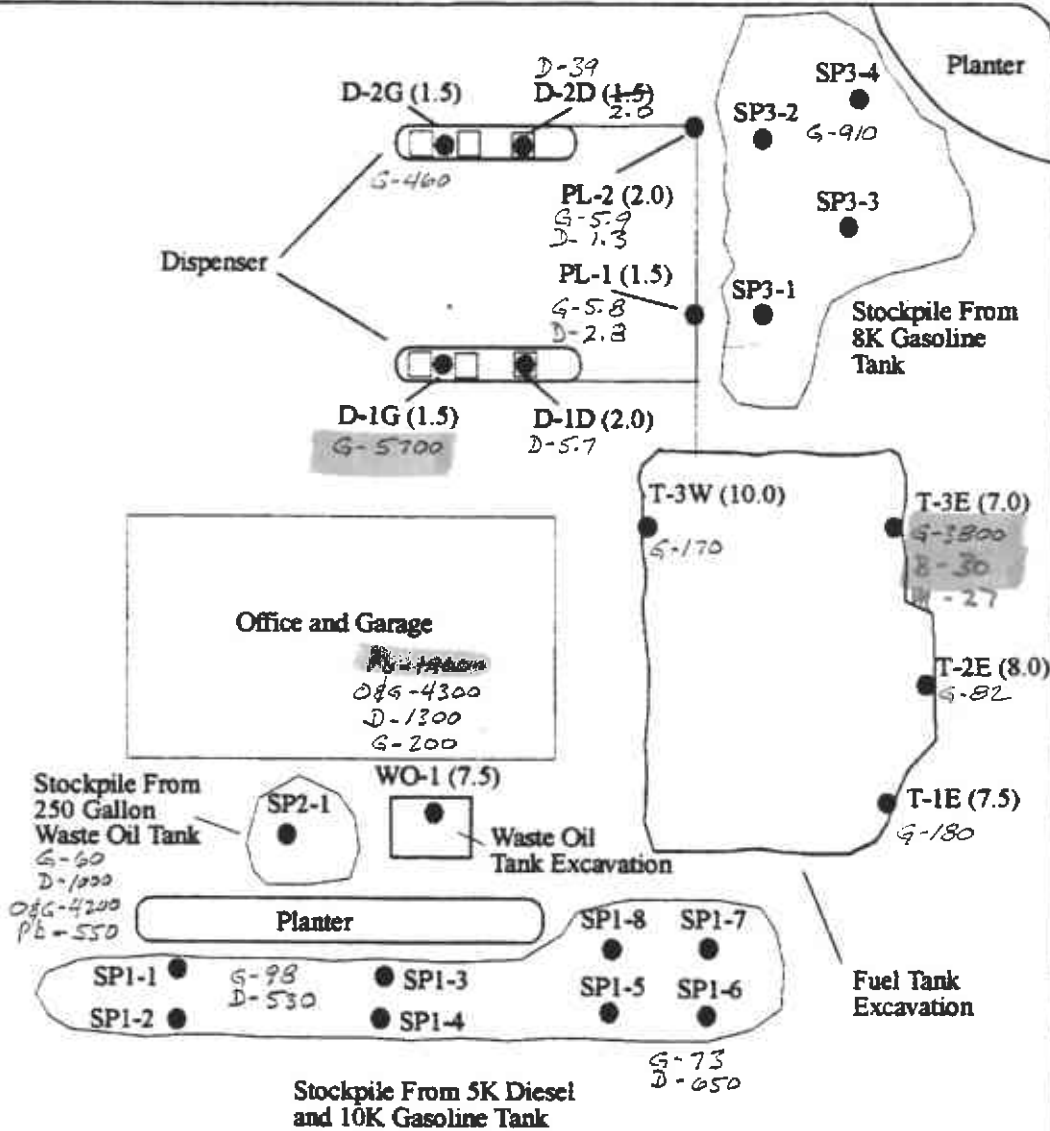 Planter
SP3-4
SP3-2
G-910
SP3-3
SP3-1
Stockpile From
8K Gasoline
Tank
D-39
D-2G (1.5)
D-2D (1.5)
2.0
G-460
PL-2 (2.0)
G-5.9
D-1.3
Dispenser
PL-1 (1.5)
G-5.8
D-2.8
D-1G (1.5)
G-5700
D-1D (2.0)
D-5.7
T-3W (10.0)
G-170
T-3E (7.0)
G-3800
B-30
-27
T-2E (8.0)
G-82
T-1E (7.5)
G-180
Office and Garage
O&G-4300
D-1300
G-200
WO-1 (7.5)
Waste Oil
Tank Excavation
Stockpile From
250 Gallon
Waste Oil Tank
G-60
D-1000
O&G-4200
Pb-550
SP2-1
Planter
SP1-1
G-98
D-530
SP1-3
SP1-2
SP1-4
SP1-8
SP1-7
SP1-5
SP1-6
G-73
D-650
Fuel Tank
Excavation
Stockpile From 5K Diesel
and 10K Gasoline Tank